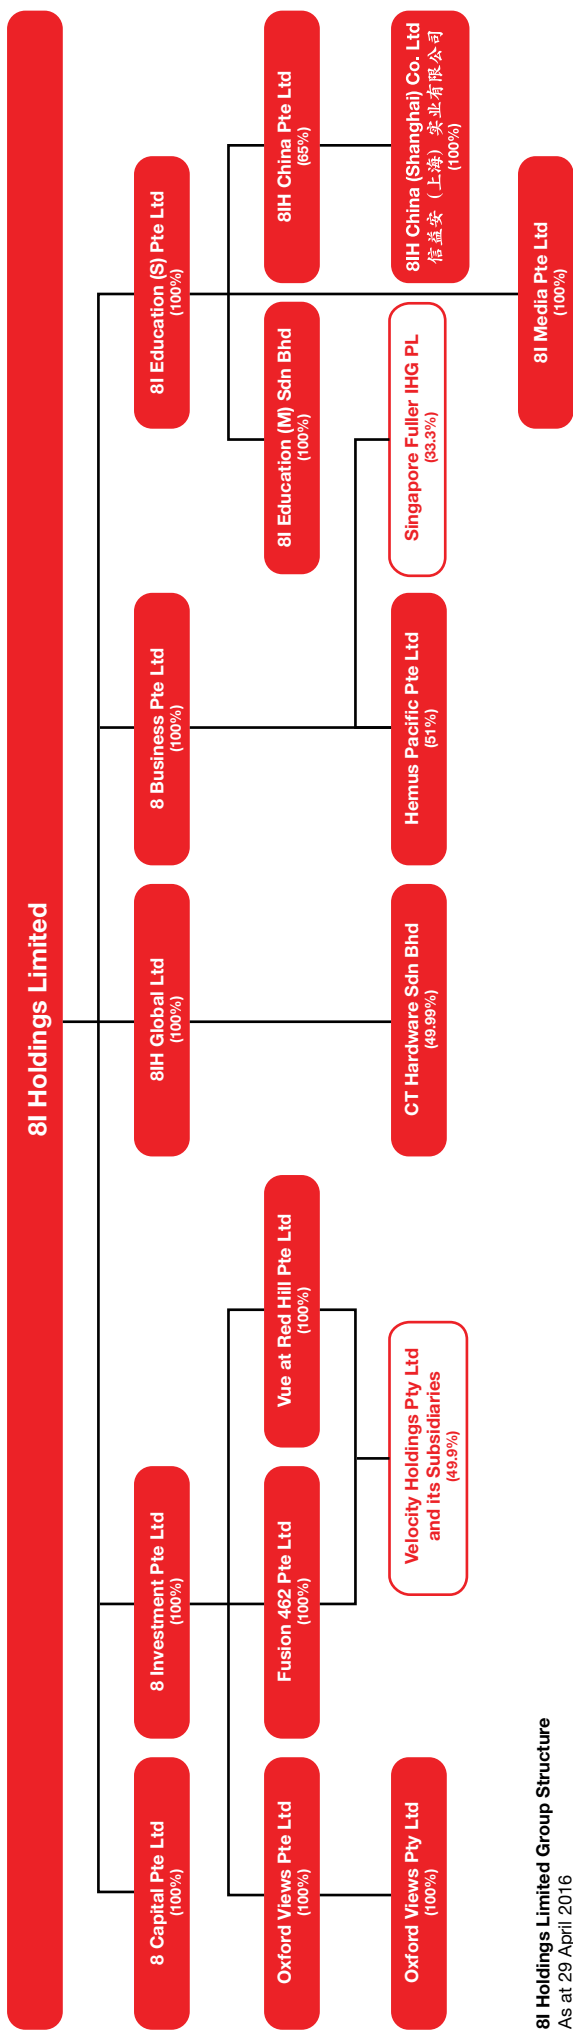 8I Holdings Limited
8 Capital Pte Ltd
(100%)
8 Investment Pte Ltd
(100%)
8IH Global Ltd
(100%)
8 Business Pte Ltd
(100%)
8I Education (S) Pte Ltd
(100%)
Oxford Views Pte Ltd
(100%)
Fusion 462 Pte Ltd
(100%)
Vue at Red Hill Pte Ltd
(100%)
8I Education (M) Sdn Bhd
(100%)
8IH China Pte Ltd
(65%)
Oxford Views Pty Ltd
(100%)
Velocity Holdings Pty Ltd
and its Subsidiaries
(49.9%)
CT Hardware Sdn Bhd
(49.99%)
Hemus Pacific Pte Ltd
(51%)
Singapore Fuller IHG PL
(33.3%)
8IH China (Shanghai) Co. Ltd
信益安（上海）实业有限公司
(100%)
8I Media Pte Ltd
(100%)
8I Holdings Limited Group Structure
As at 29 April 2016